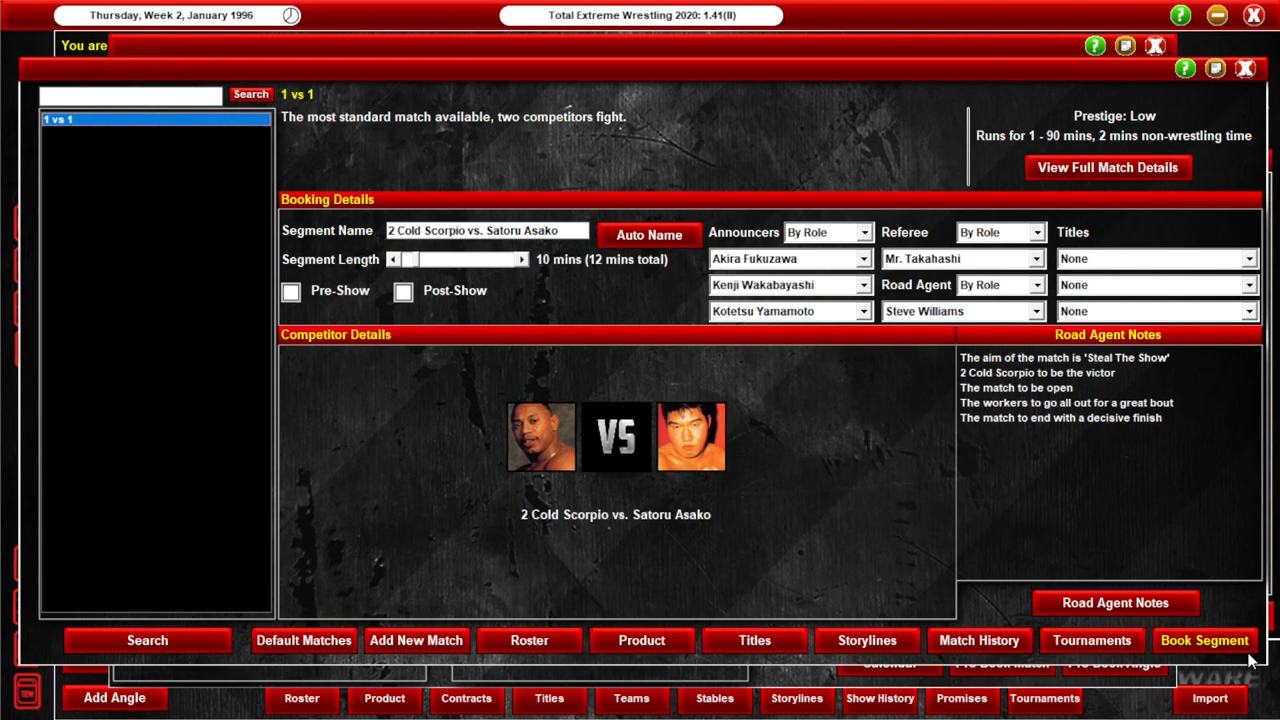 Thursday, Week 2, January 1996
Total Extreme Wrestling 2020: 1.41(II)
You are
Search
1 vs 1
1 vs 1
The most standard match available, two competitors fight.
Prestige: Low
Runs for 1 - 90 mins, 2 mins non-wrestling time
View Full Match Details
Booking Details
Segment Name
2 Cold Scorpio vs. Satoru Asako
Auto Name
Announcers
By Role
Referee
By Role
Titles
Segment Length
10 mins (12 mins total)
Akira Fukuzawa
Mr. Takahashi
None
Pre-Show
Post-Show
Kenji Wakabayashi
Road Agent
By Role
None
Kotetsu Yamamoto
Steve Williams
None
Competitor Details
Road Agent Notes
The aim of the match is 'Steal The Show'
2 Cold Scorpio to be the victor
The match to be open
The workers to go all out for a great bout
The match to end with a decisive finish
VS
2 Cold Scorpio vs. Satoru Asako
Road Agent Notes
Search
Default Matches
Add New Match
Roster
Product
Titles
Storylines
Match History
Tournaments
Book Segment
Add Angle
Roster
Product
Contracts
Titles
Teams
Stables
Storylines
Show History
Promises
Tournaments
Import